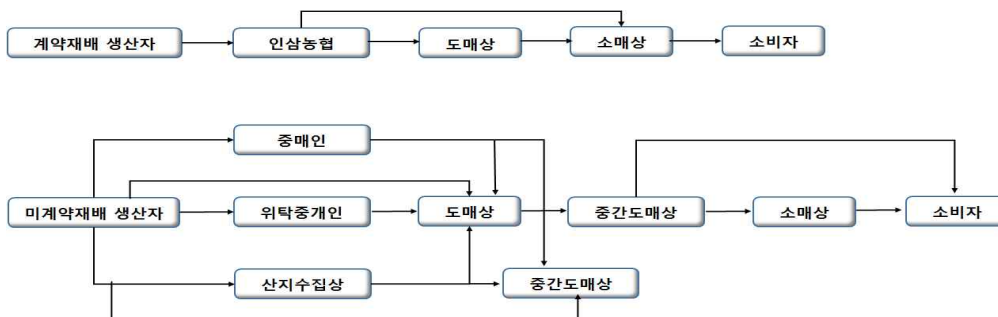 계약재배 생산자
인삼농협
도매상
소매상
소비자
중매인
미계약재배 생산자
위탁중개인
도매상
중간도매상
소매상
소비자
산지수집상
중간도매상